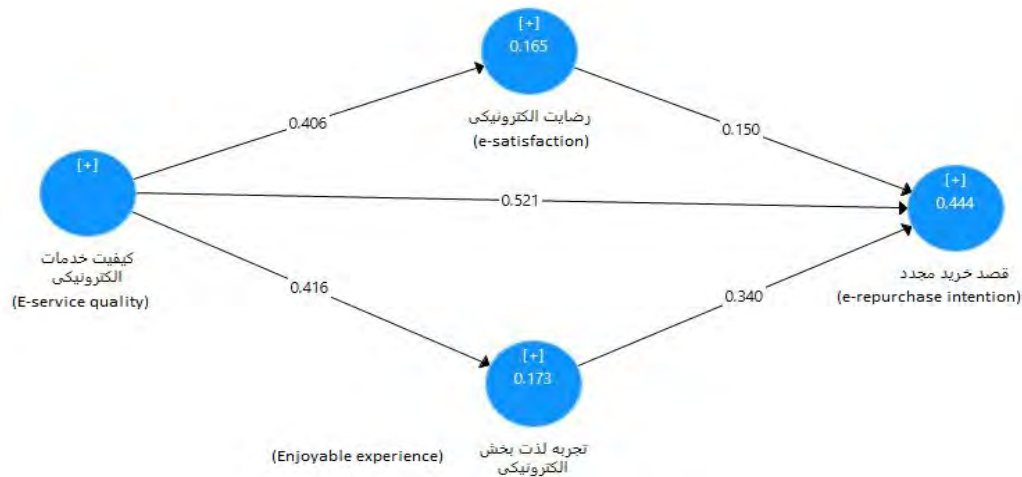 [+]
0.165
رضایت الکترونیکی
(e-satisfaction)
0.406
0.150
[+]
کیفیت خدمات
الکترونیکی
(E-service quality)
0.521
[+]
0.444
قصد خرید مجدد
(e-repurchase intention)
0.416
0.340
[+]
0.173
(Enjoyable experience)
تجربه لذت بخش
الکترونیکی